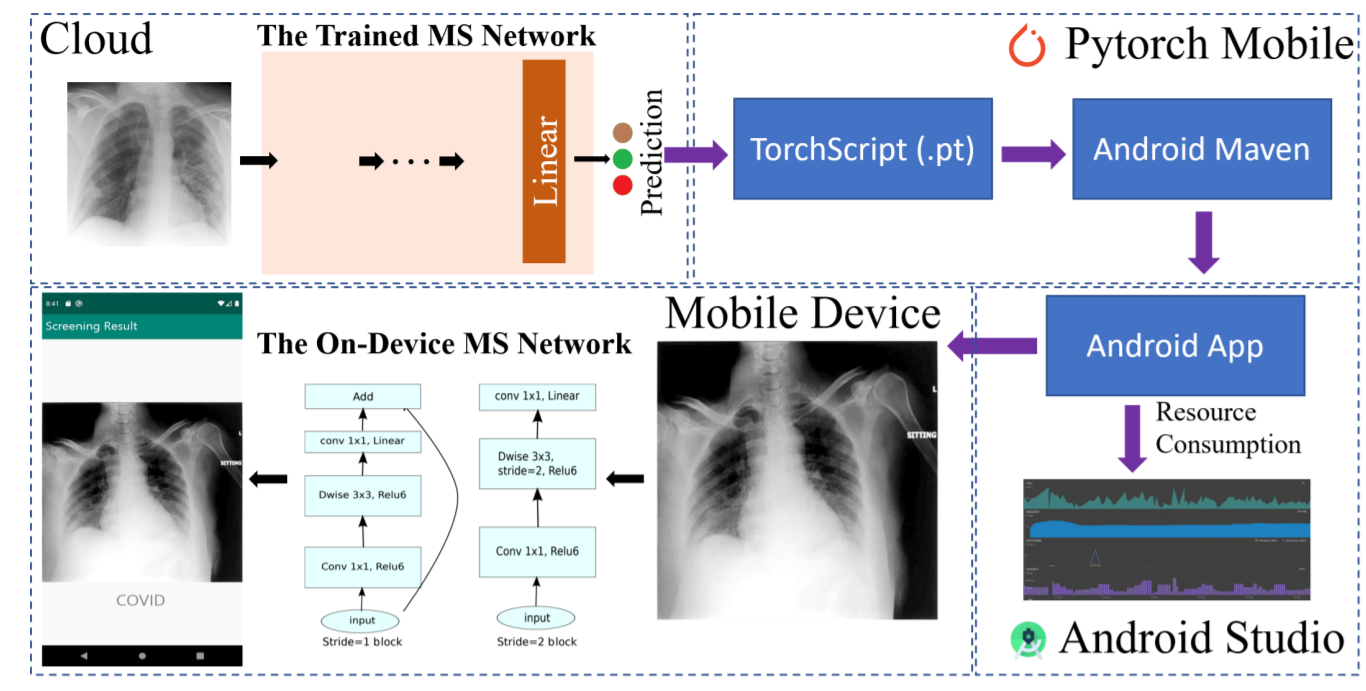 Cloud
The Trained MS Network
Linear
Prediction
Pytorch Mobile
TorchScript (.pt)
Android Maven
8:41
Screening Result
COVID
The On-Device MS Network
Add
conv 1x1, Linear
Dwise 3x3, Relu6
Conv 1x1, Relu6
input
Stride=1 block
conv 1x1, Linear
Dwise 3x3,
stride=2, Relu6
Conv 1x1, Relu6
input
Stride=2 block
Mobile Device
SITTING
L
SITTING
Android App
Resource
Consumption
Android Studio